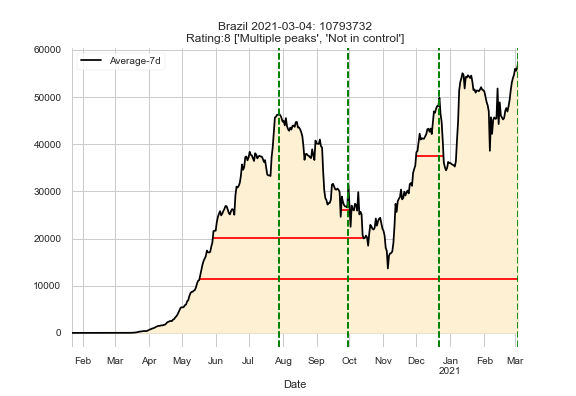 Brazil 2021-03-04: 10793732
Rating:8 ['Multiple peaks', 'Not in control']
Average-7d
60000
50000
40000
30000
20000
10000
0
Feb Mar Apr May Jun Jul Aug Sep Oct Nov Dec Jan Feb Mar
2021
Date